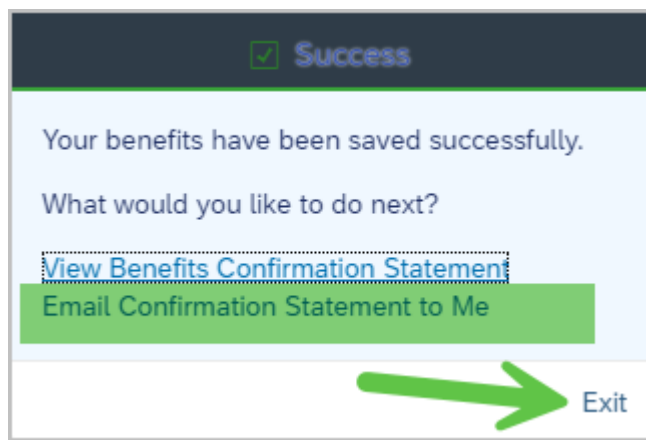 Success
Your benefits have been saved successfully.
What would you like to do next?
View Benefits Confirmation Statement
Email Confirmation Statement to Me
Exit